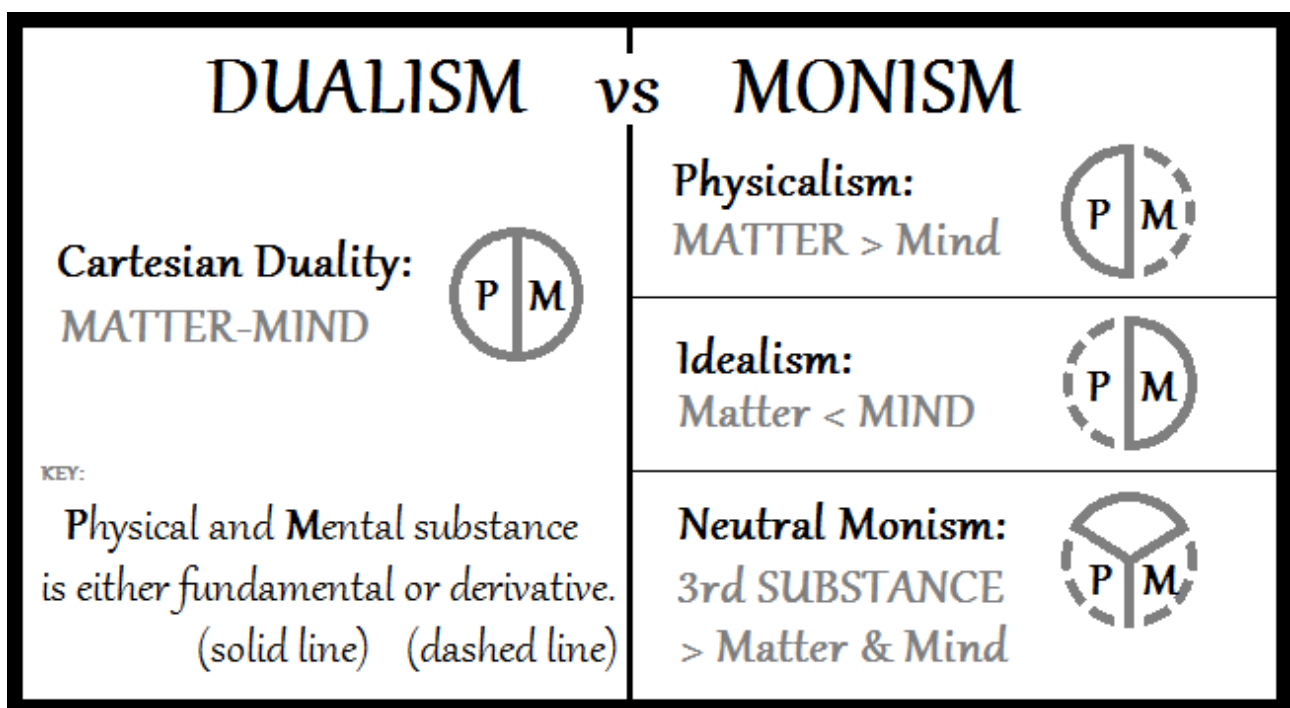 DUALISM vs MONISM
Cartesian Duality:
MATTER-MIND
P M
KEY:
Physical and Mental substance
is either fundamental or derivative.
(solid line) (dashed line)
Physicalism:
MATTER > Mind
P M
Idealism:
Matter < MIND
P M
Neutral Monism:
3rd SUBSTANCE
> Matter & Mind
P M